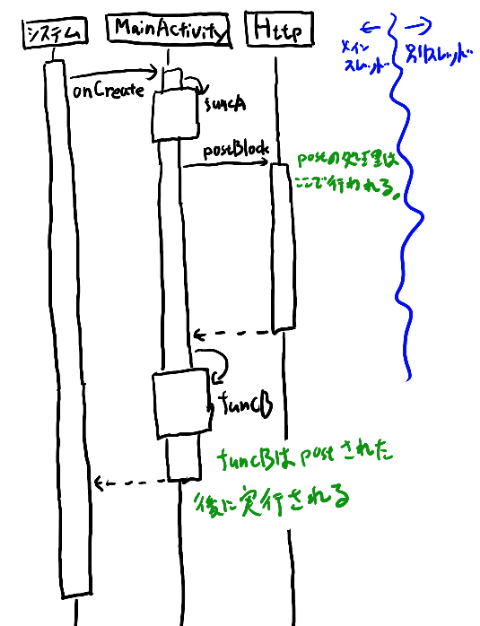 システム
MainActivity
Http
メイン
スレッド
別スレッド
onCreate
funcA
postBlock
postの処理は
ここで行われる。
funcB
funcBは postされた
後に実行される